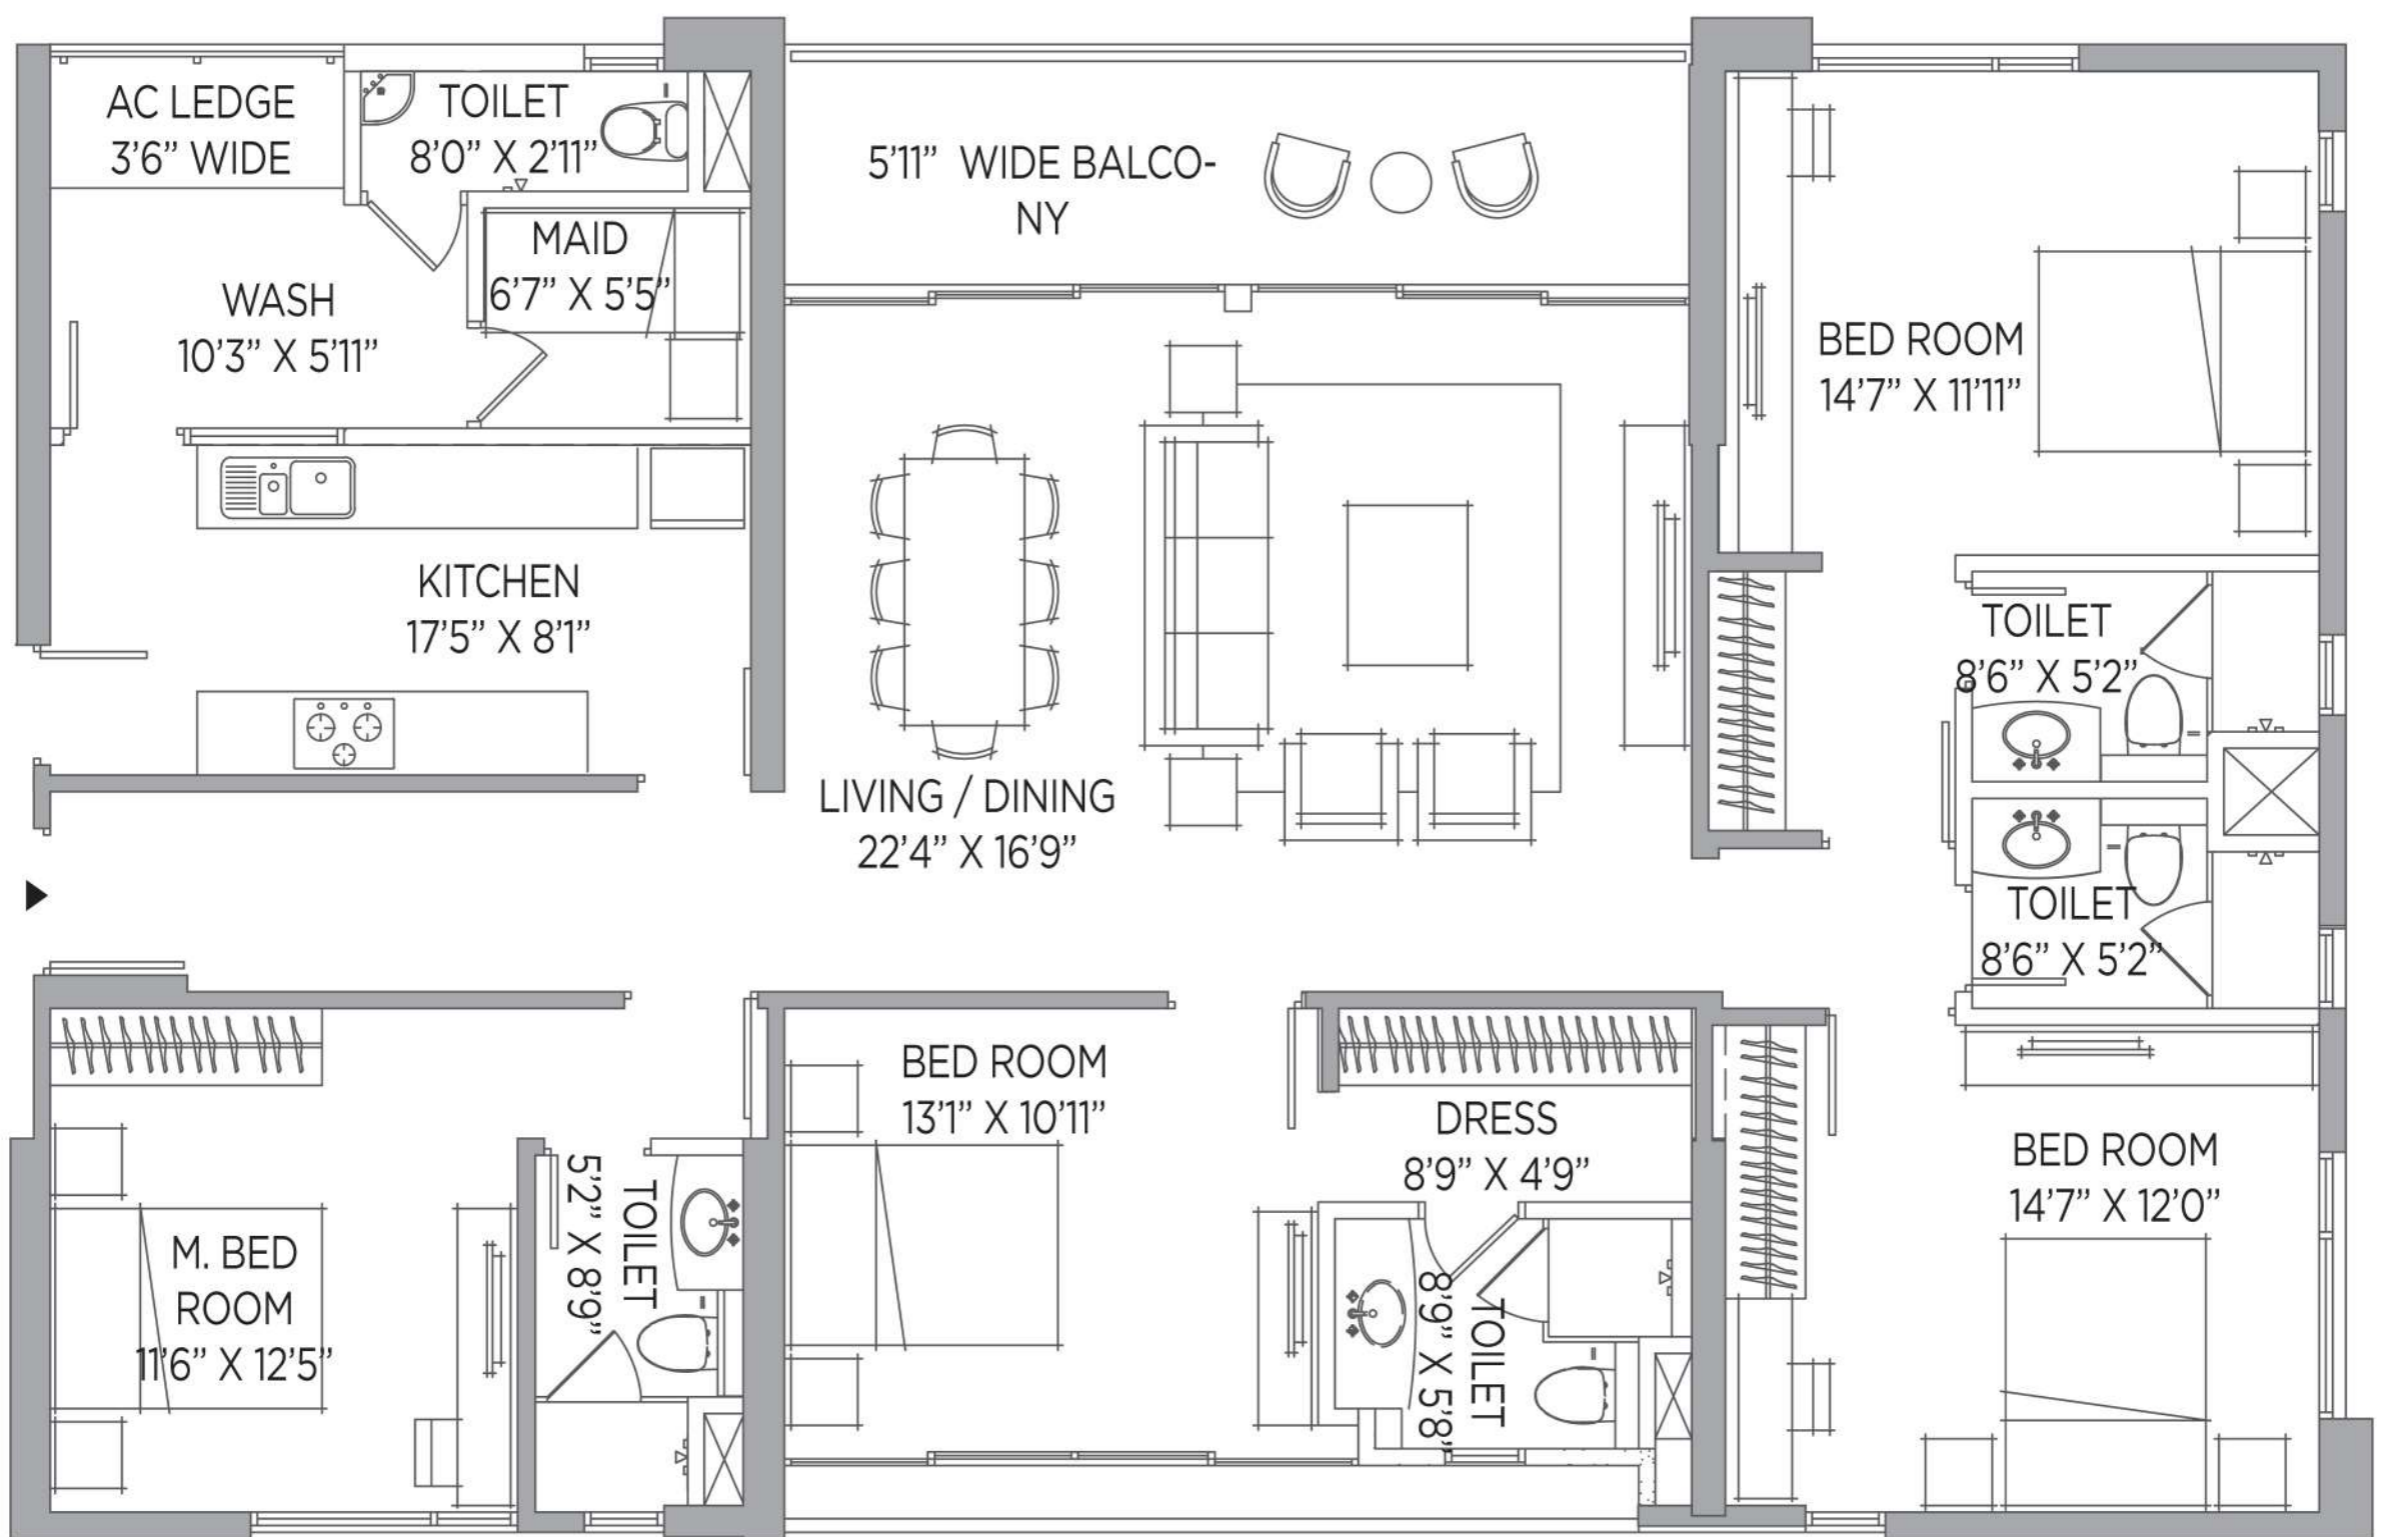 AC LEDGE
3'6” WIDE
TOILET
8'0” X 2'11”
5'11” WIDE BALCO-
NY
MAID
6'7” X 5'5”
WASH
10'3” X 5'11”
BED ROOM
14'7” X 11'11”
KITCHEN
17'5” X 8'1”
TOILET
8'6” X 5'2”
LIVING / DINING
22'4” X 16'9”
TOILET
8'6” X 5'2”
BED ROOM
13'1” X 10'11”
DRESS
8'9” X 4'9”
BED ROOM
14'7” X 12'0”
M. BED
ROOM
11'6” X 12'5”
TOILET
5'2” X 8'9”
TOILET
8'9” X 5'8”